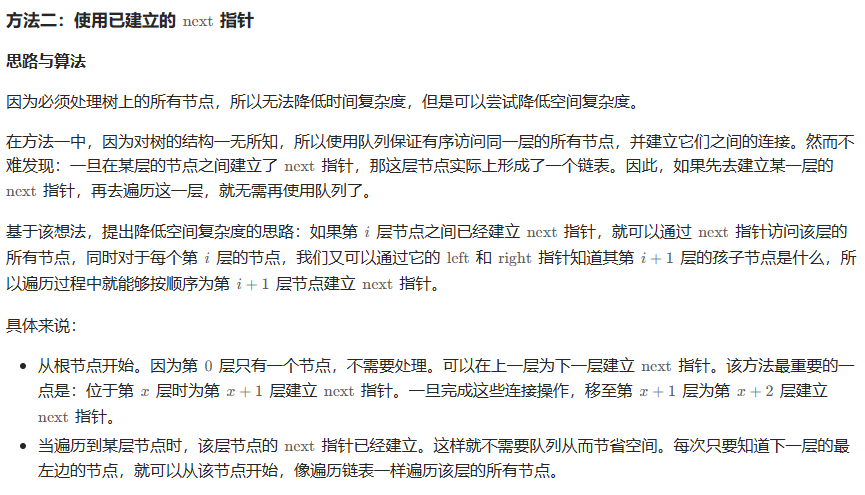 方法二：使用已建立的 next 指针
思路与算法
因为必须处理树上的所有节点，所以无法降低时间复杂度，但是可以尝试降低空间复杂度。
在方法一中，因为对树的结构一无所知，所以使用队列保证有序访问同一层的所有节点，并建立它们之间的连接。然而不
难发现：一旦在某层的节点之间建立了 next 指针，那这层节点实际上形成了一个链表。因此，如果先去建立某一层的
next 指针，再去遍历这一层，就无需再使用队列了。
基于该想法，提出降低空间复杂度的思路：如果第 i 层节点之间已经建立 next 指针，就可以通过 next 指针访问该层的
所有节点，同时对于每个第 i 层的节点，我们又可以通过它的 left 和 right 指针知道其第 i + 1 层的孩子节点是什么，所
以遍历过程中就能够按顺序为第 i + 1 层节点建立 next 指针。
具体来说：
• 从根节点开始。因为第 0 层只有一个节点，不需要处理。可以在上一层为下一层建立 next 指针。该方法最重要的一
点是：位于第 x 层时为第 x + 1 层建立 next 指针。一旦完成这些连接操作，移至第 x + 1 层为第 x + 2 层建立
next 指针。
• 当遍历到某层节点时，该层节点的 next 指针已经建立。这样就不需要队列从而节省空间。每次只要知道下一层的最
左边的节点，就可以从该节点开始，像遍历链表一样遍历该层的所有节点。